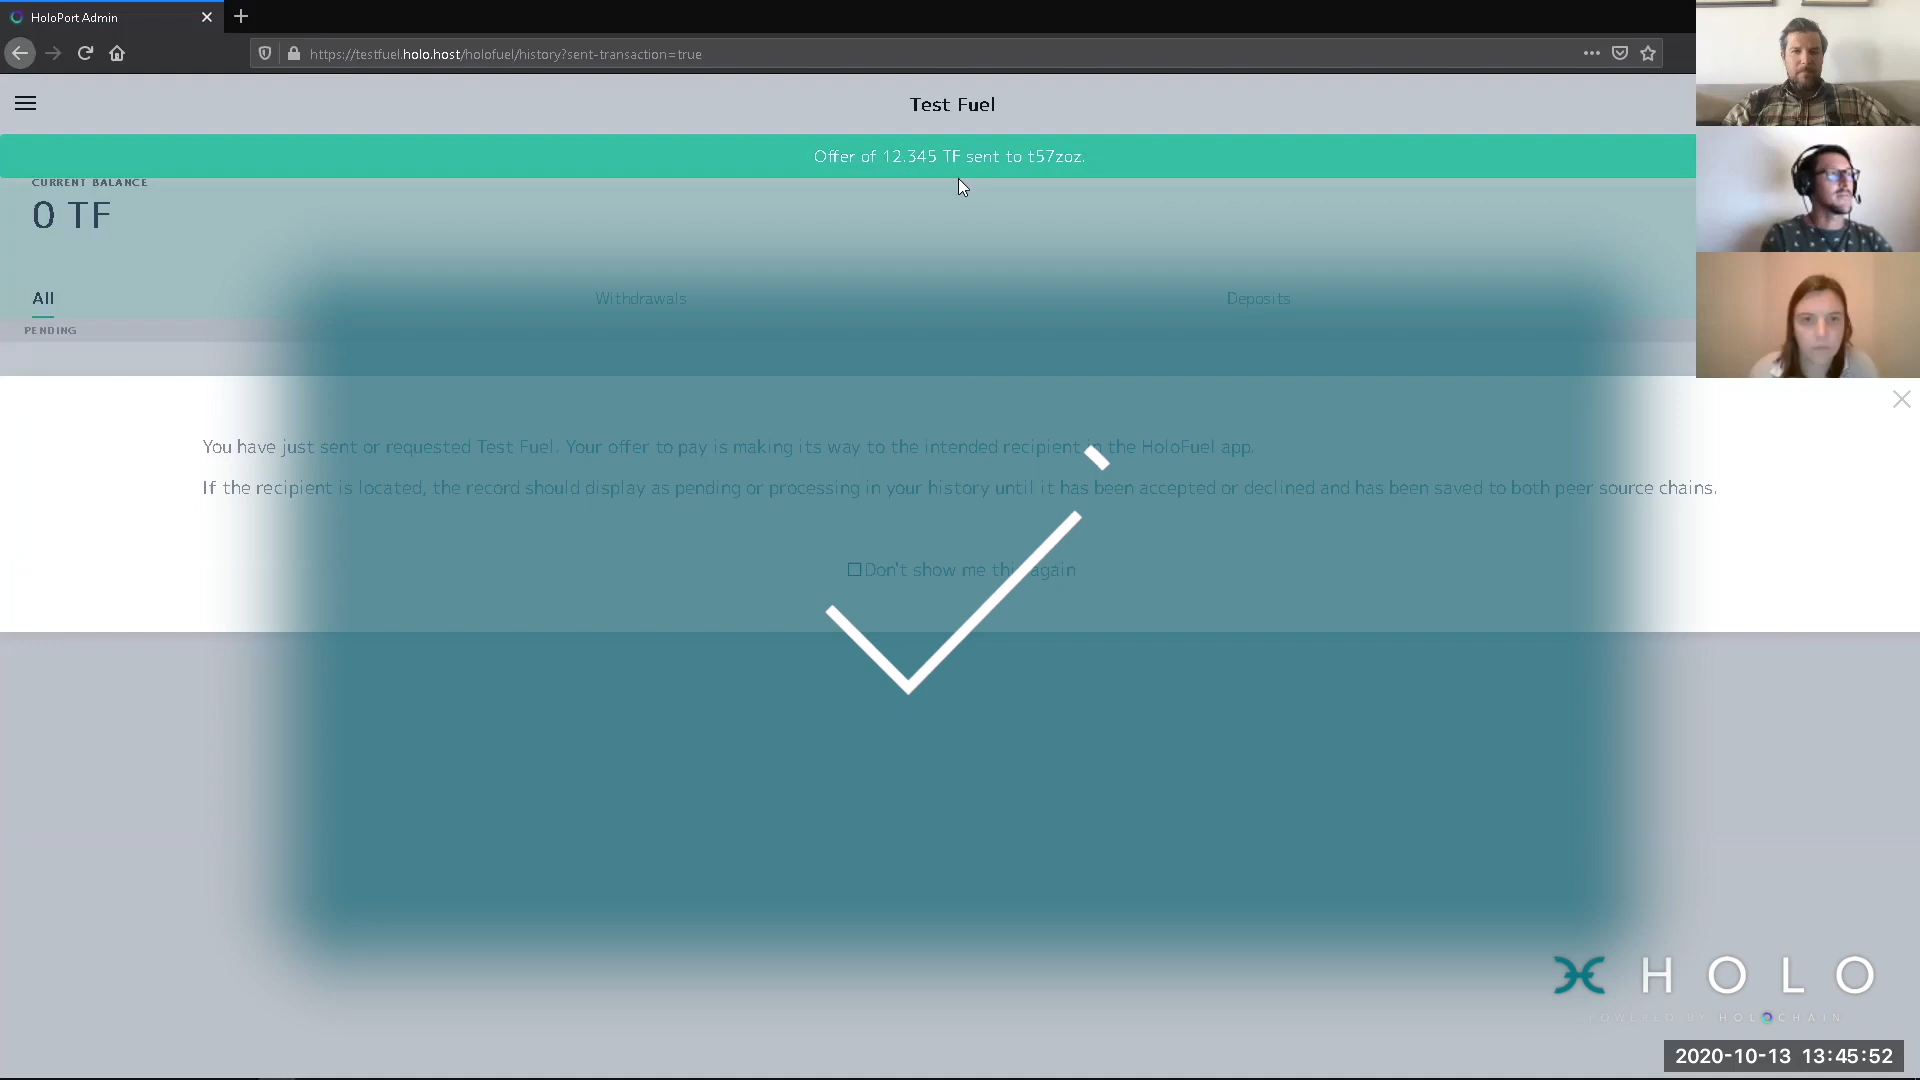 HoloPort Admin
https://testfuel.holo.host/holofuel/history?sent-transaction=true
Test Fuel
Offer of 12.345 TF sent to t57zoz.
CURRENT BALANCE
0 TF
All
Withdrawals
Deposits
PENDING
You have just sent or requested Test Fuel. Your offer to pay is making its way to the intended recipient in the HoloFuel app.
If the recipient is located, the record should display as pending or processing in your history until it has been accepted or declined and has been saved to both peer source chains.
Don't show me this again
HOLO
POWERED BY HOLOCHAIN
2020-10-13 13:45:52